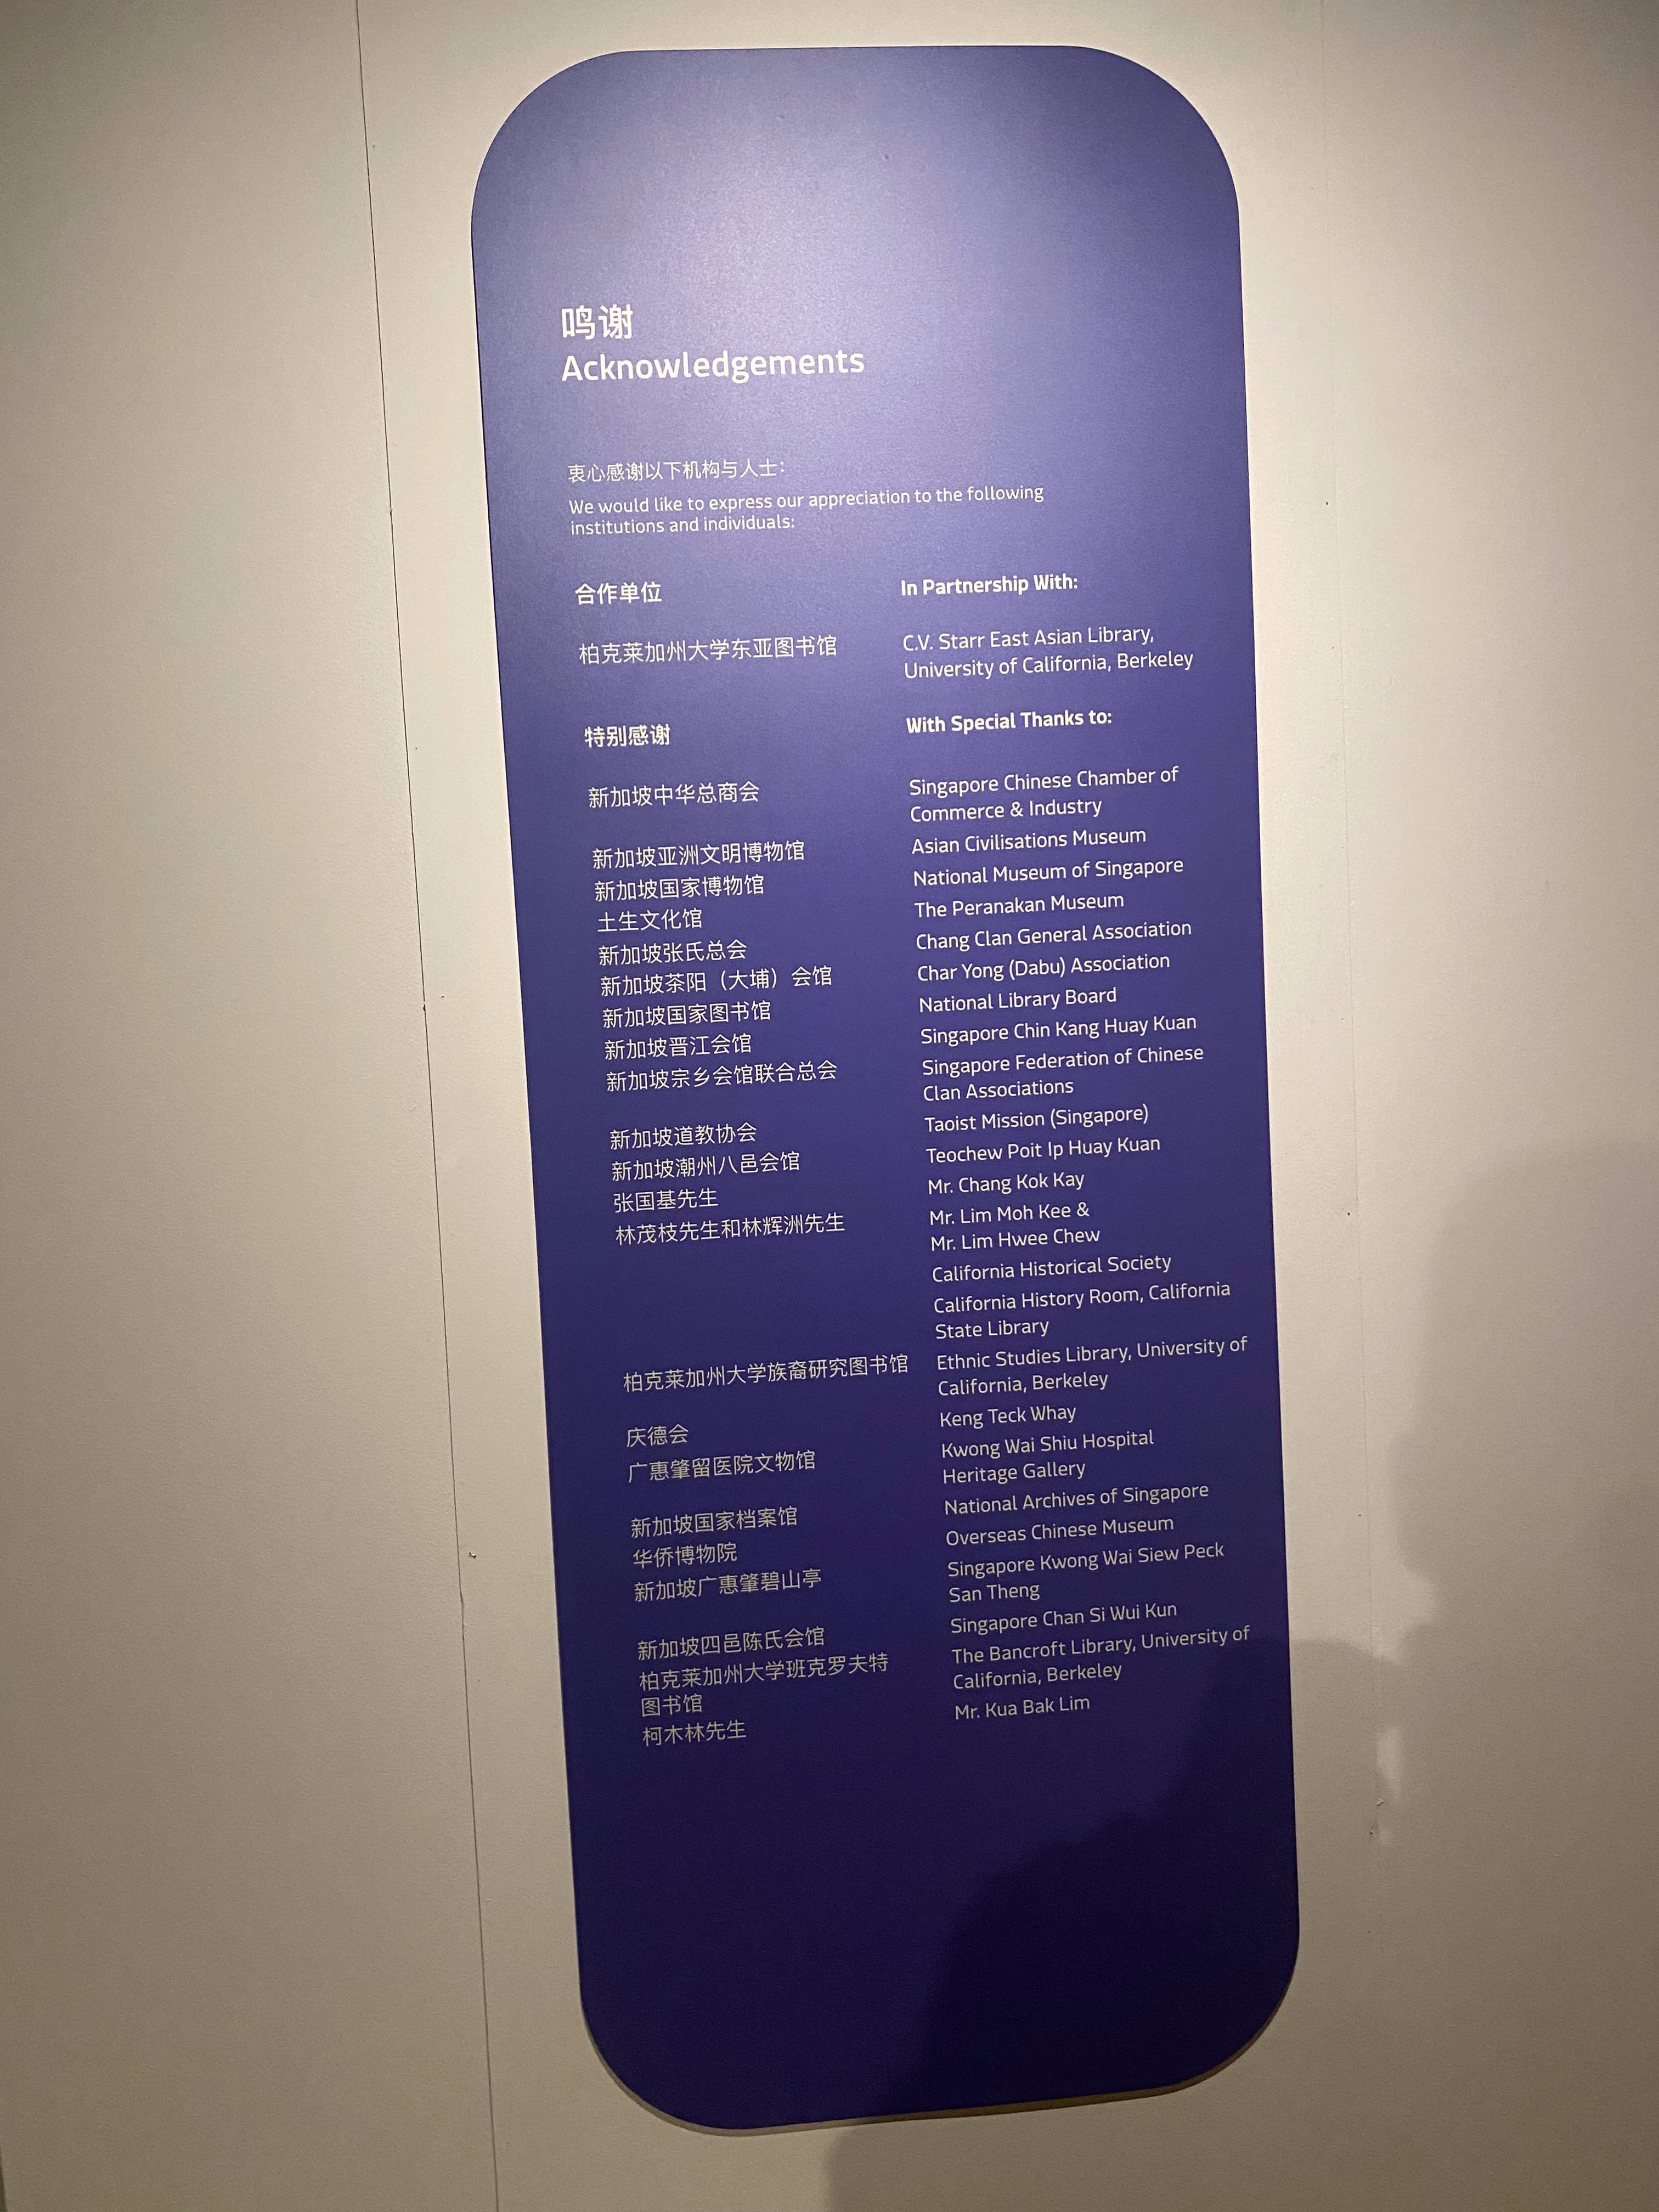 鸣谢
Acknowledgements
衷心感谢以下机构与人士：
We would like to express our appreciation to the following
institutions and individuals:
合作单位
In Partnership With:
柏克莱加州大学东亚图书馆
C.V. Starr East Asian Library,
University of California, Berkeley
特别感谢
With Special Thanks to:
新加坡中华总商会
Singapore Chinese Chamber of
Commerce & Industry
新加坡亚洲文明博物馆
Asian Civilisations Museum
新加坡国家博物馆
National Museum of Singapore
土生文化馆
The Peranakan Museum
新加坡张氏总会
Chang Clan General Association
新加坡茶阳（大埔）会馆
Char Yong (Dabu) Association
新加坡国家图书馆
National Library Board
新加坡晋江会馆
Singapore Chin Kang Huay Kuan
新加坡宗乡会馆联合总会
Singapore Federation of Chinese
Clan Associations
新加坡道教协会
Taoist Mission (Singapore)
新加坡潮州八邑会馆
Teochew Poit Ip Huay Kuan
张国基先生
Mr. Chang Kok Kay
林茂枝先生和林辉洲先生
Mr. Lim Moh Kee &
Mr. Lim Hwee Chew
California Historical Society
California History Room, California
State Library
柏克莱加州大学族裔研究图书馆
Ethnic Studies Library, University of
California, Berkeley
庆德会
Keng Teck Whay
广惠肇留医院文物馆
Kwong Wai Shiu Hospital
Heritage Gallery
新加坡国家档案馆
National Archives of Singapore
华侨博物院
Overseas Chinese Museum
新加坡广惠肇碧山亭
Singapore Kwong Wai Siew Peck
San Theng
新加坡四邑陈氏会馆
Singapore Chan Si Wui Kun
柏克莱加州大学班克罗夫特
图书馆
The Bancroft Library, University of
California, Berkeley
柯木林先生
Mr. Kua Bak Lim